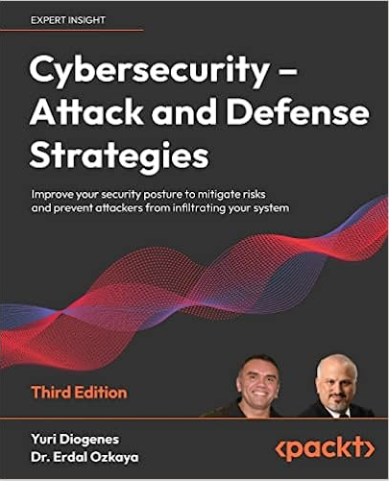 EXPERT INSIGHT
Cybersecurity –
Attack and Defense
Strategies
Improve your security posture to mitigate risks
and prevent attackers from infiltrating your system
Third Edition
Yuri Diogenes
Dr. Erdal Ozkaya
<packt>